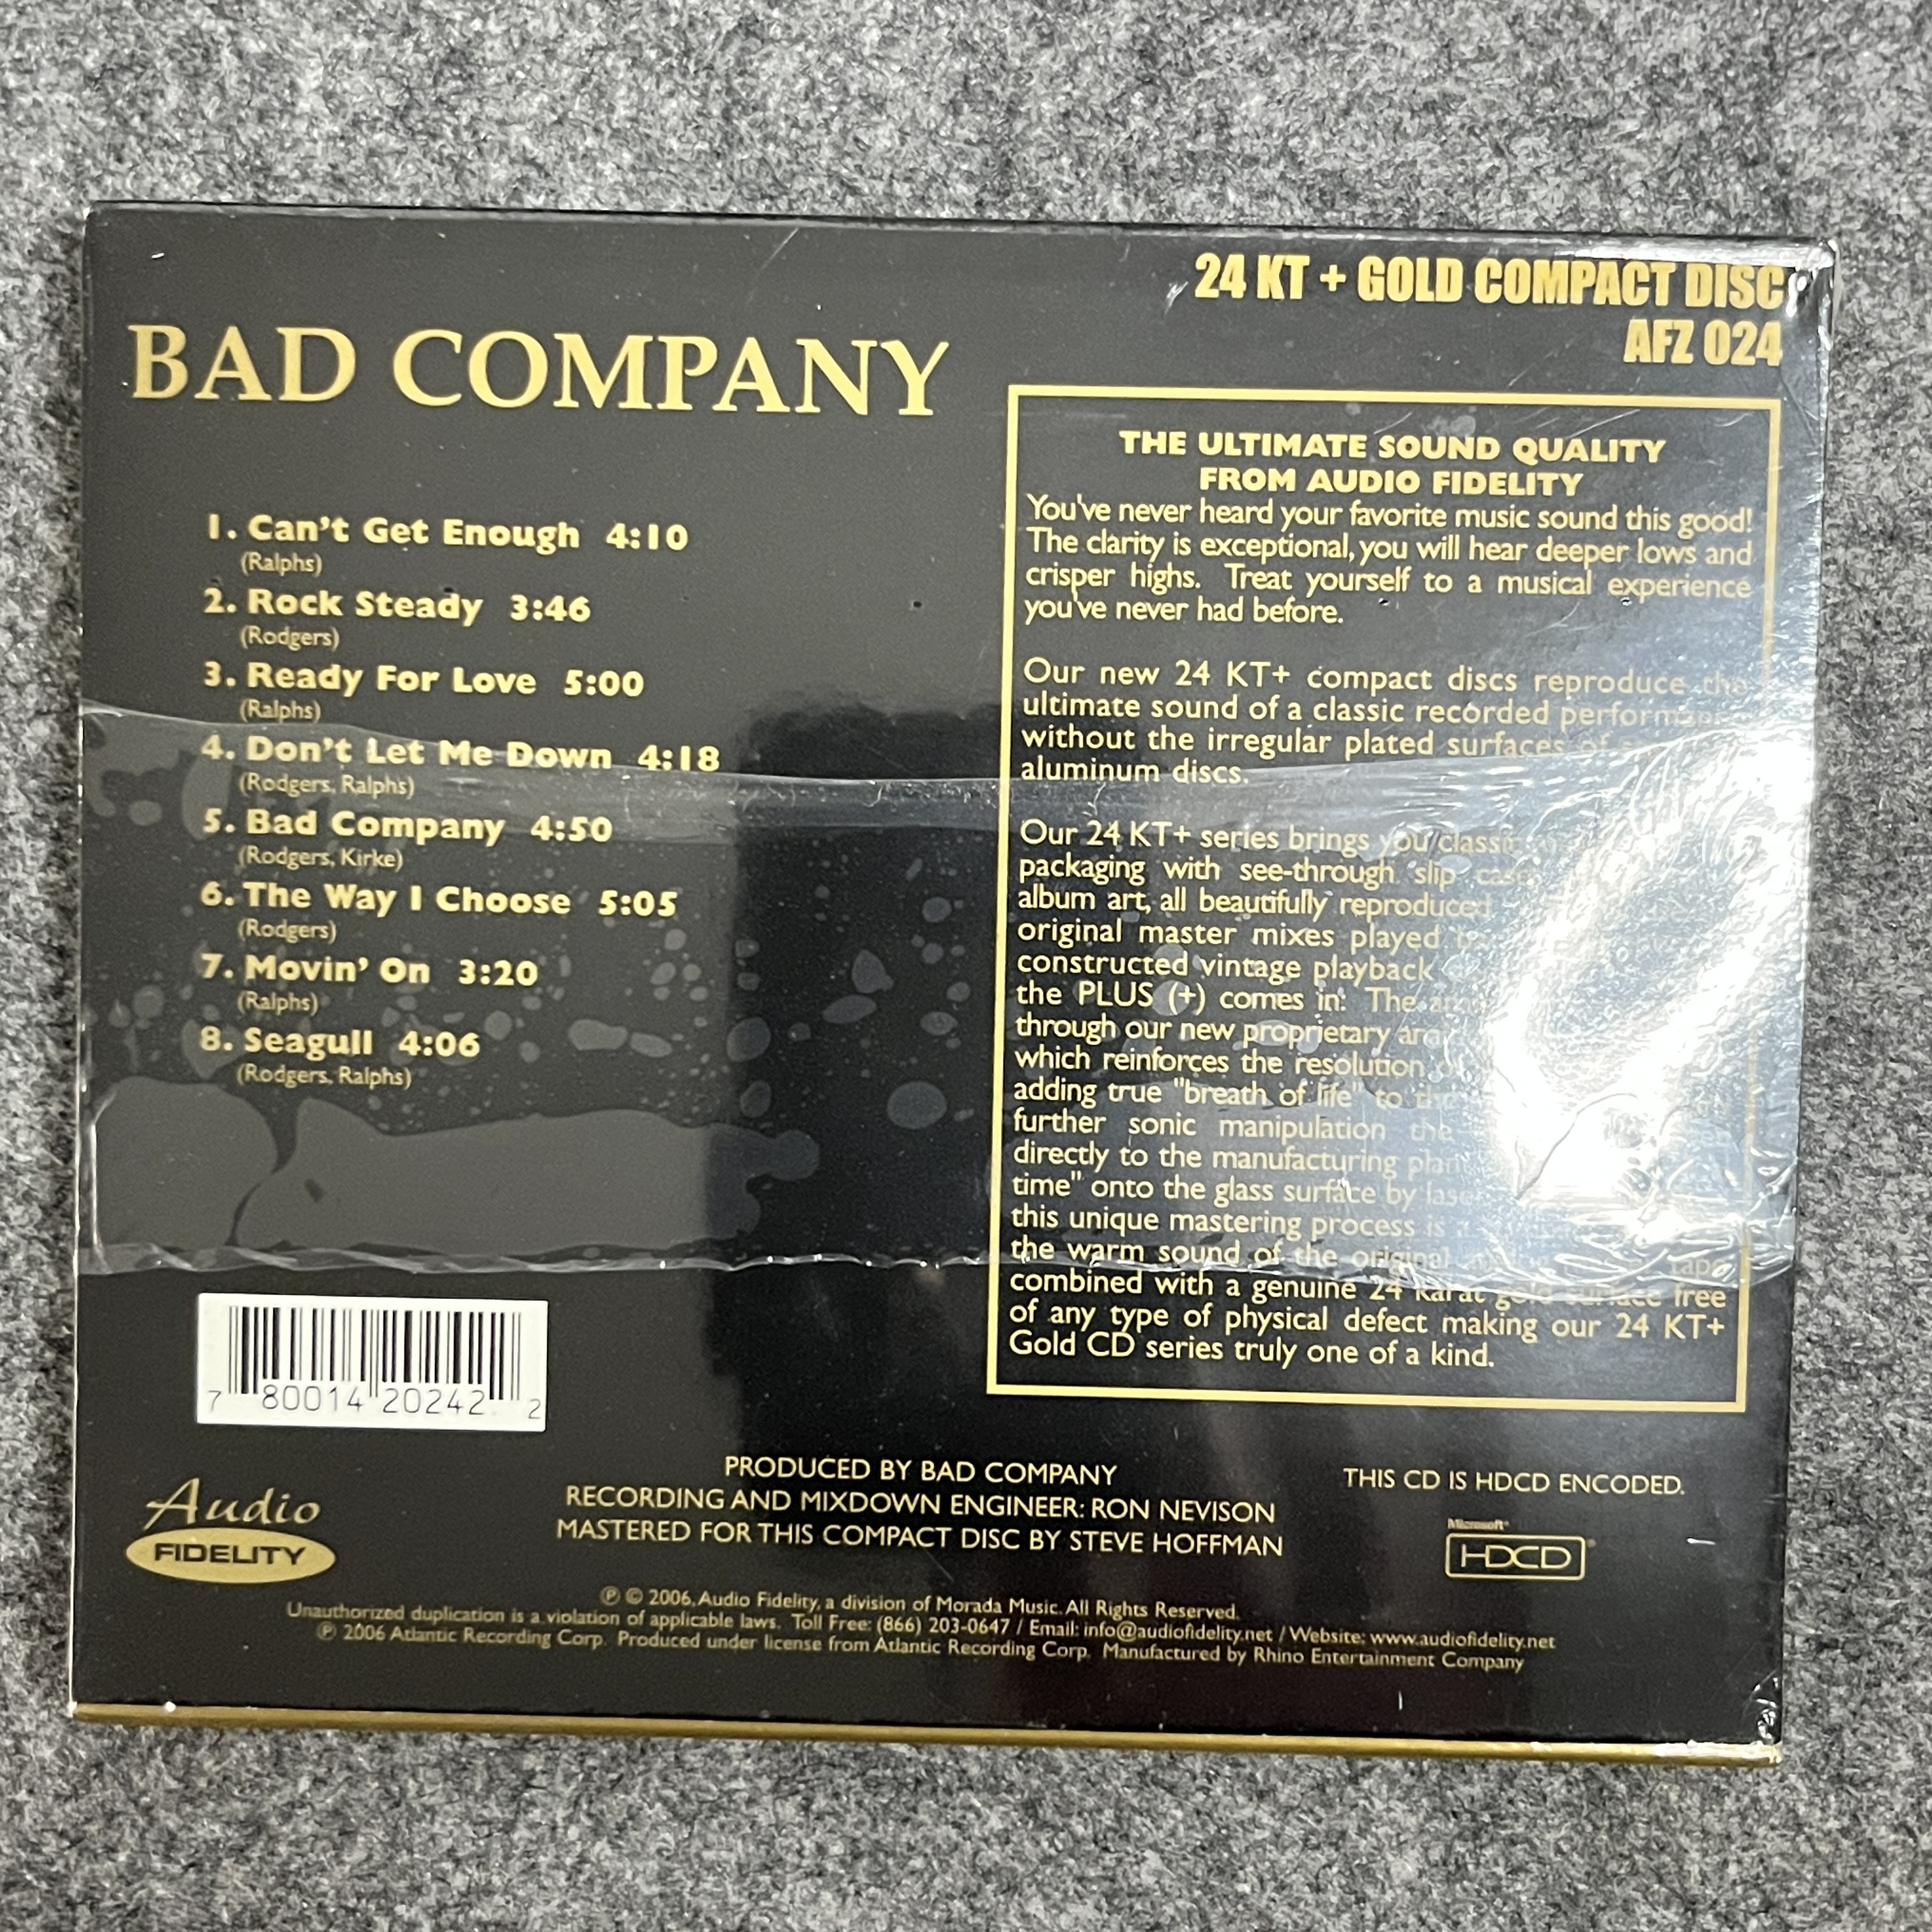 24 KT + GOLD COMPACT DISC
AFZ 024
BAD COMPANY
1. Can't Get Enough 4:10
(Ralphs)
2. Rock Steady 3:46
(Rodgers)
3. Ready For Love 5:00
(Ralphs)
4. Don't Let Me Down 4:18
(Rodgers, Ralphs)
5. Bad Company 4:50
(Rodgers, Kirke)
6. The Way I Choose 5:05
(Rodgers)
7. Movin' On 3:20
(Ralphs)
8. Seagull 4:06
(Rodgers, Ralphs)
THE ULTIMATE SOUND QUALITY
FROM AUDIO FIDELITY
You've never heard your favorite music sound this good!
The clarity is exceptional, you will hear deeper lows and
crisper highs. Treat yourself to a musical experience
you've never had before.
Our new 24 KT+ compact discs reproduce the
ultimate sound of a classic recorded performance
without the irregular plated surfaces of
aluminum discs.
Our 24 KT+ series brings you classic
packaging with see-through slip case
album art, all beautifully reproduced
original master mixes played
constructed vintage playback
the PLUS (+) comes in: The
through our new proprietary
which reinforces the resolution
adding true "breath of life" to the
further sonic manipulation the
directly to the manufacturing plant
time" onto the glass surface by laser
this unique mastering process is
the warm sound of the original tape
combined with a genuine 24 karat gold surface free
of any type of physical defect making our 24 KT+
Gold CD series truly one of a kind.
7 80014 20242 2
Audio
FIDELITY
PRODUCED BY BAD COMPANY
RECORDING AND MIXDOWN ENGINEER: RON NEVISON
MASTERED FOR THIS COMPACT DISC BY STEVE HOFFMAN
THIS CD IS HDCD ENCODED.
Microsoft®
HDCD®
℗ © 2006, Audio Fidelity, a division of Morada Music. All Rights Reserved.
Unauthorized duplication is a violation of applicable laws. Toll Free: (866) 203-0647 / Email: info@audiofidelity.net / Website: www.audiofidelity.net
℗ 2006 Atlantic Recording Corp. Produced under license from Atlantic Recording Corp. Manufactured by Rhino Entertainment Company